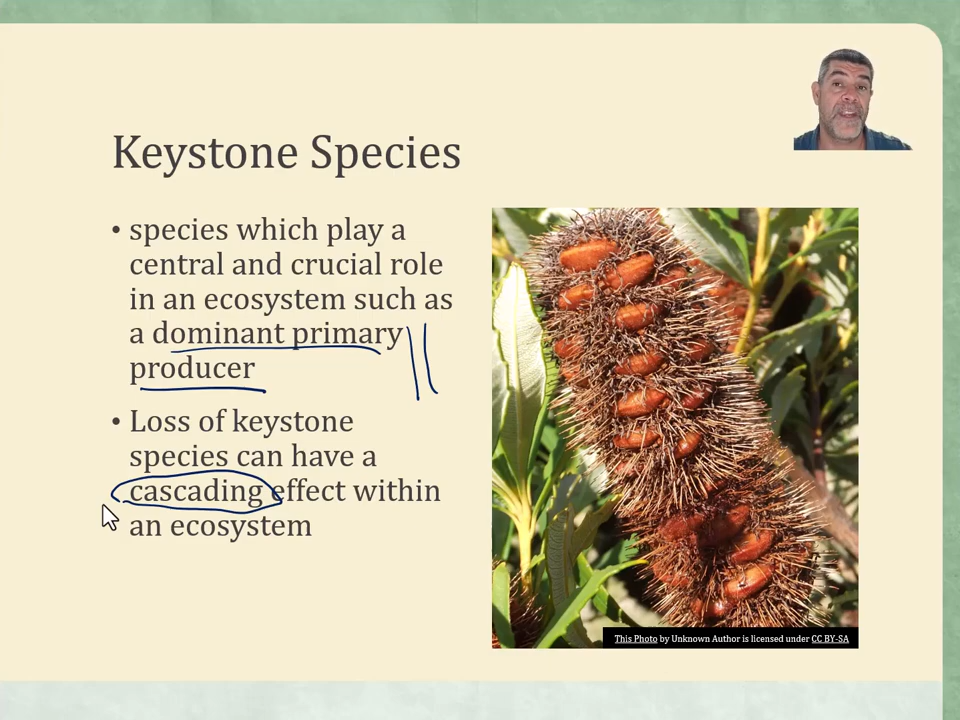 Keystone Species
• species which play a
central and crucial role
in an ecosystem such as
a dominant primary
producer
• Loss of keystone
species can have a
cascading effect within
an ecosystem
This Photo by Unknown Author is licensed under CC BY-SA